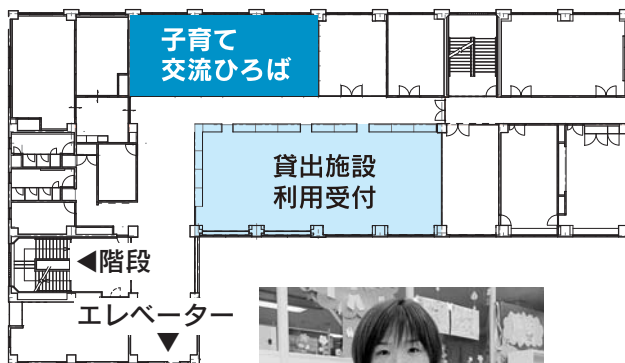 子育て
交流ひろば
貸出施設
利用受付
◀階段
エレベーター
▼